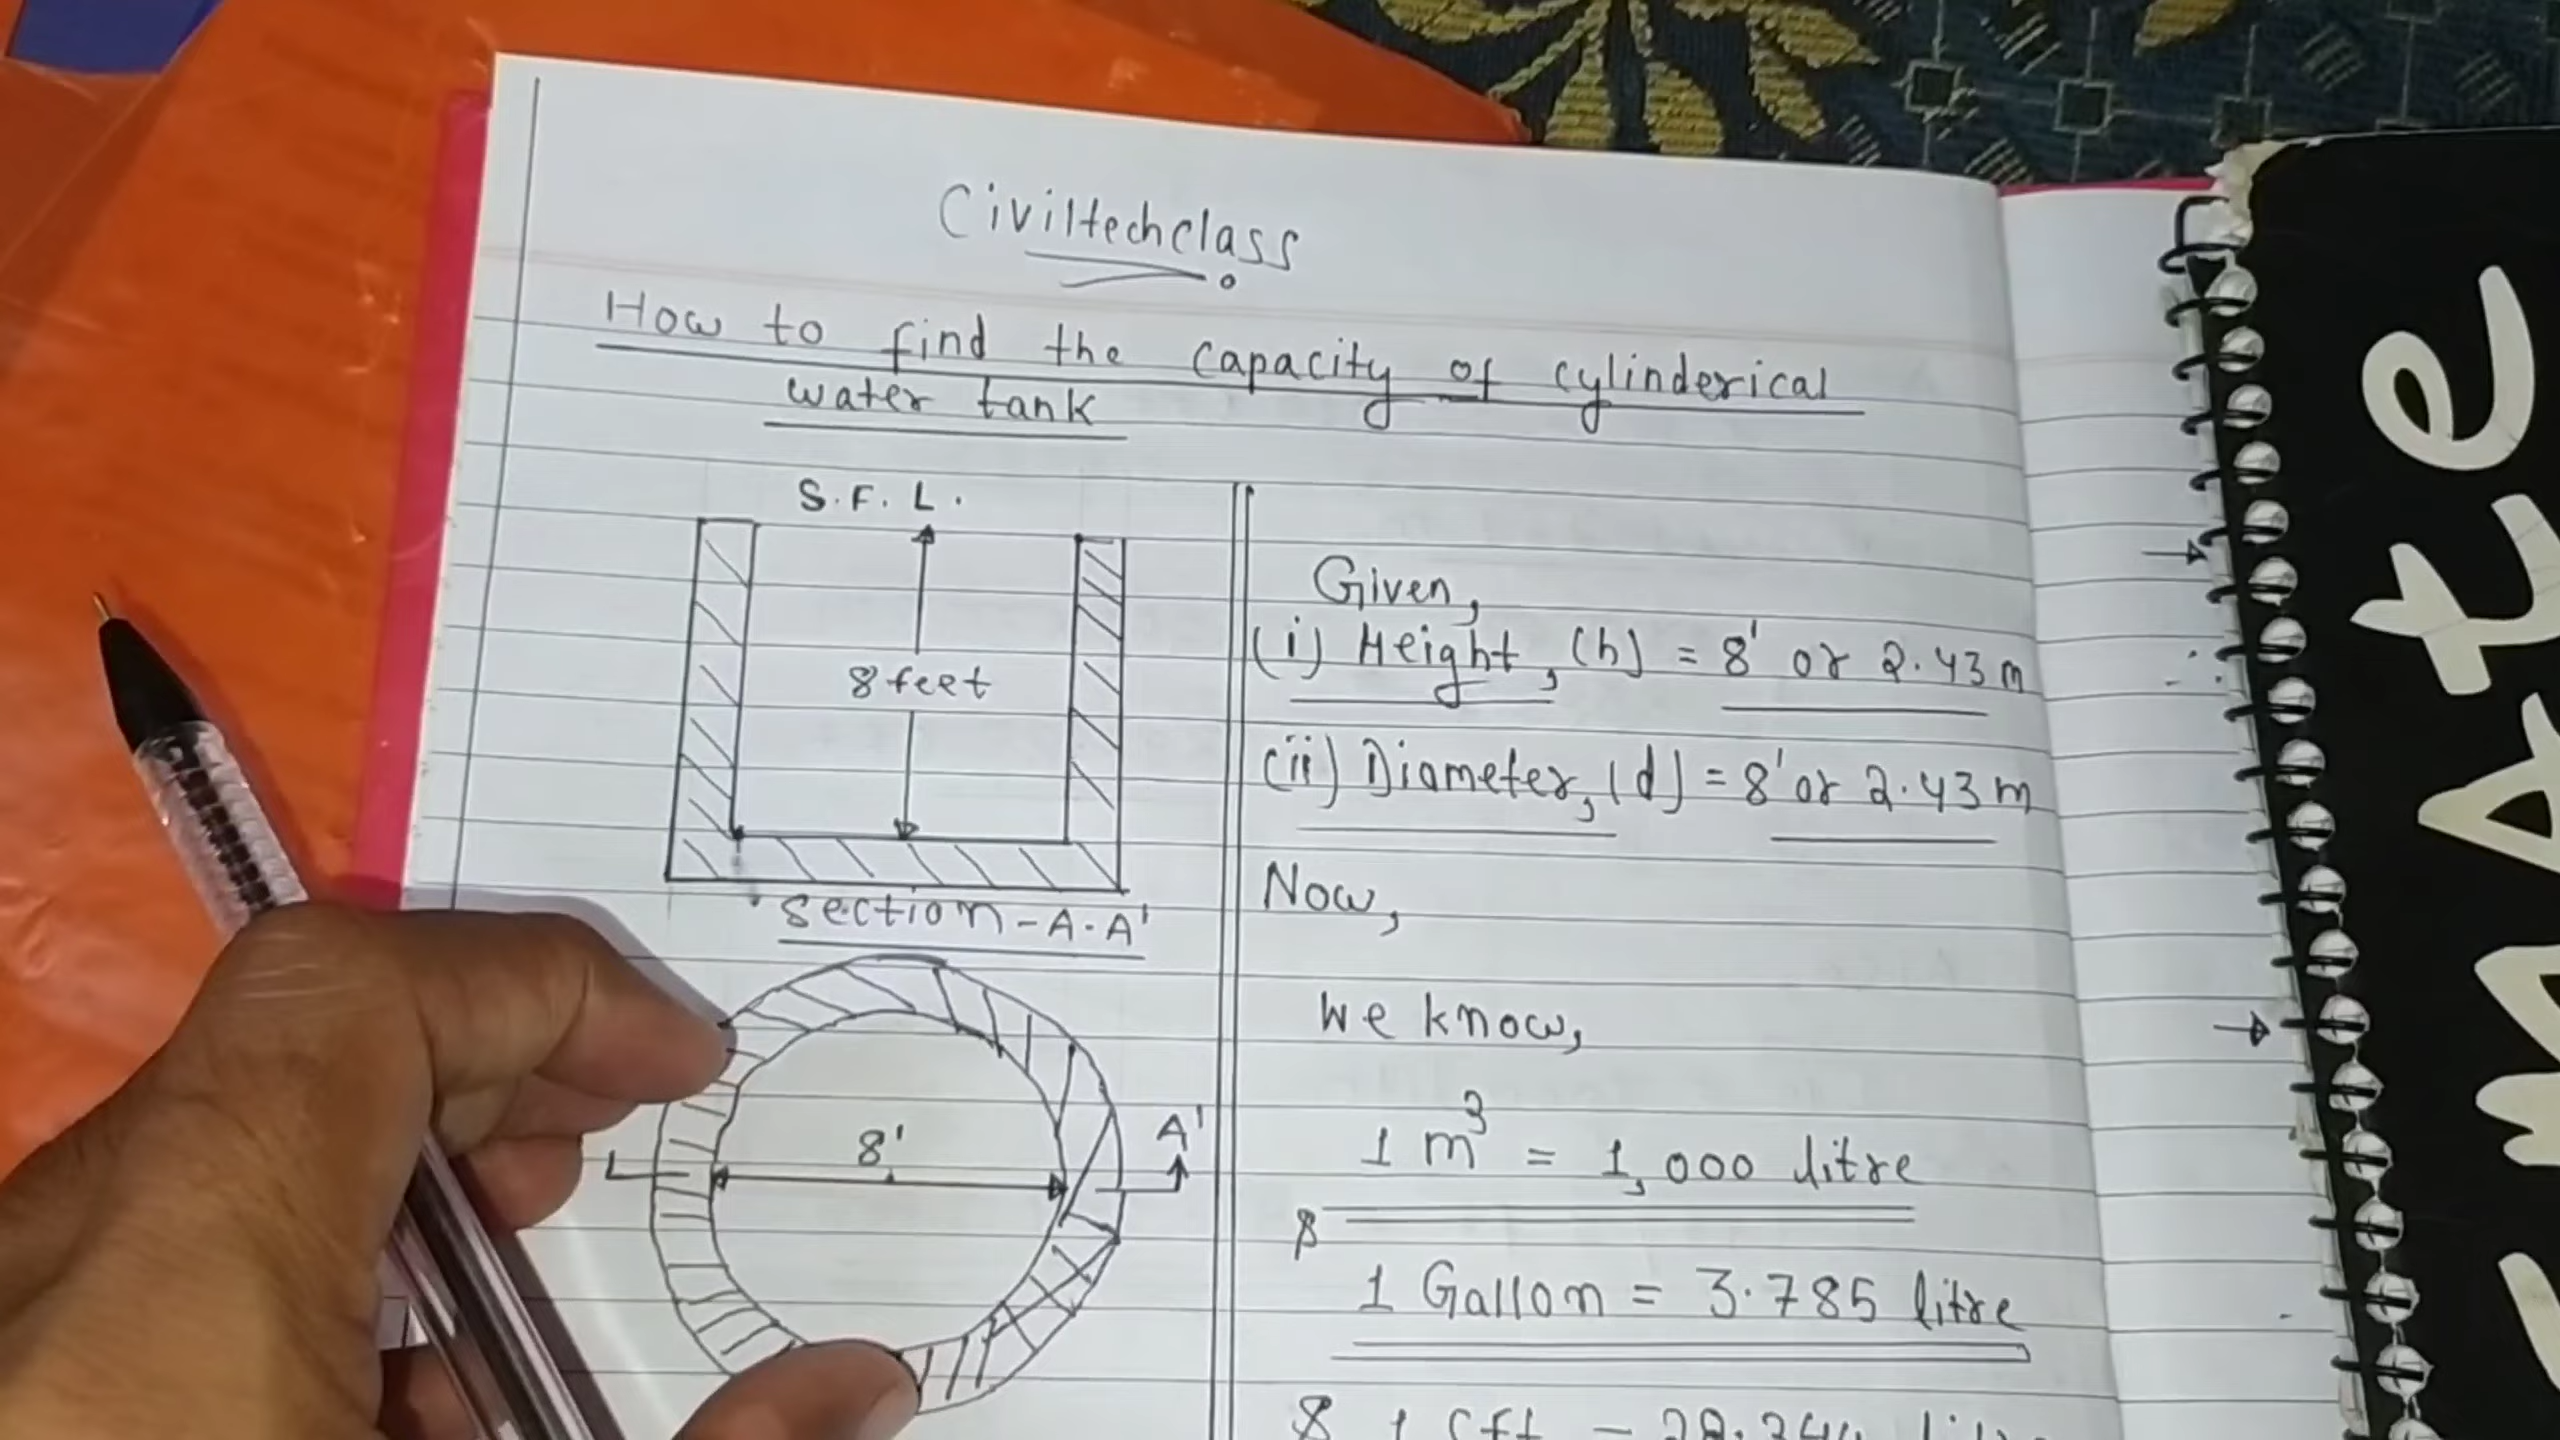 Civiltechclass
How to find the capacity of cylinderical
water tank
S.F.L.
8 feet
section-A-A'
8'
A'
Given,
(i) Height, (h) = 8' or 2.43 m
(ii) Diameter, (d) = 8' or 2.43 m
Now,
We know,
1 m³ = 1,000 litre
&
1 Gallon = 3.785 litre
& 1 cft =